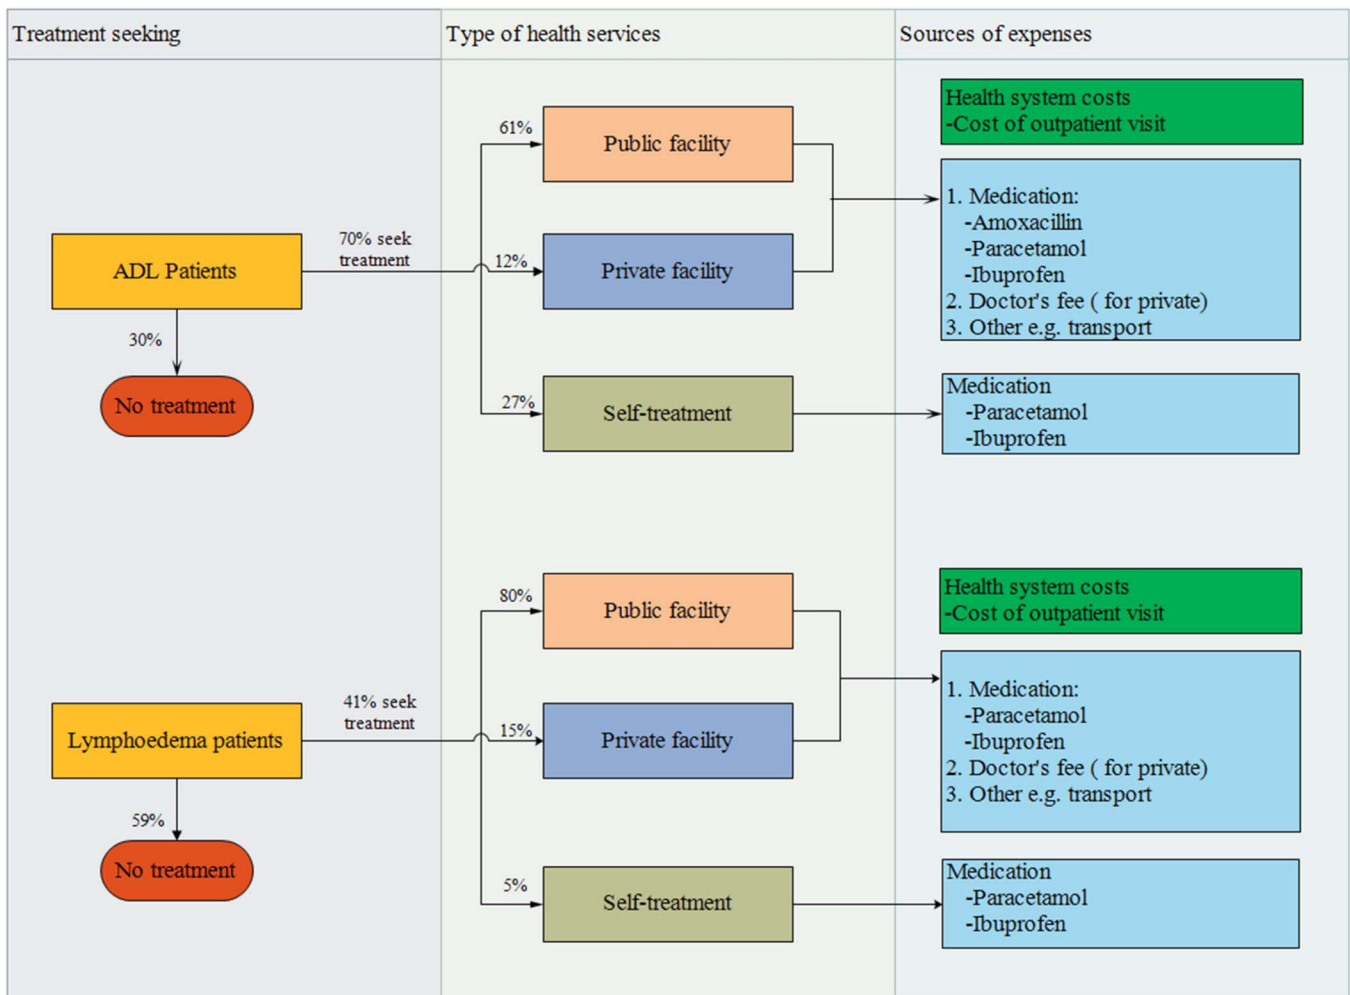 Treatment seeking
Type of health services
Sources of expenses
ADL Patients
70% seek
treatment
30%
No treatment
61%
Public facility
12%
Private facility
27%
Self-treatment
Health system costs
-Cost of outpatient visit
1. Medication:
-Amoxacillin
-Paracetamol
-Ibuprofen
2. Doctor's fee ( for private)
3. Other e.g. transport
Medication
-Paracetamol
-Ibuprofen
Lymphoedema patients
41% seek
treatment
59%
No treatment
80%
Public facility
15%
Private facility
5%
Self-treatment
Health system costs
-Cost of outpatient visit
1. Medication:
-Paracetamol
-Ibuprofen
2. Doctor's fee ( for private)
3. Other e.g. transport
Medication
-Paracetamol
-Ibuprofen